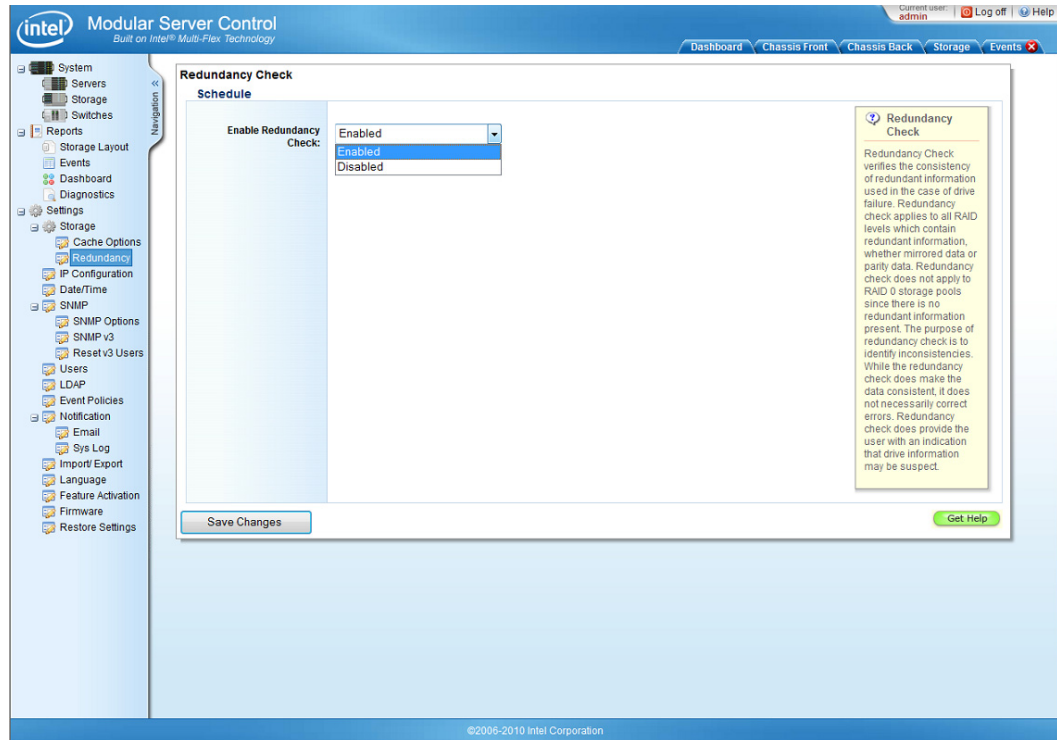 intel
Modular Server Control
Built on Intel® Multi-Flex Technology
Current user:
admin
Log off
Help
Dashboard
Chassis Front
Chassis Back
Storage
Events
System
Servers
Storage
Switches
Reports
Storage Layout
Events
Dashboard
Diagnostics
Settings
Storage
Cache Options
Redundancy
IP Configuration
Date/Time
SNMP
SNMP Options
SNMP v3
Reset v3 Users
Users
LDAP
Event Policies
Notification
Email
Sys Log
Import/ Export
Language
Feature Activation
Firmware
Restore Settings
«
Navigation
Redundancy Check
Schedule
Enable Redundancy
Check:
Enabled
Enabled
Disabled
Redundancy
Check
Redundancy Check
verifies the consistency
of redundant information
used in the case of drive
failure. Redundancy
check applies to all RAID
levels which contain
redundant information,
whether mirrored data or
parity data. Redundancy
check does not apply to
RAID 0 storage pools
since there is no
redundant information
present. The purpose of
redundancy check is to
identify inconsistencies.
While the redundancy
check does make the
data consistent, it does
not necessarily correct
errors. Redundancy
check does provide the
user with an indication
that drive information
may be suspect.
Save Changes
Get Help
©2006-2010 Intel Corporation